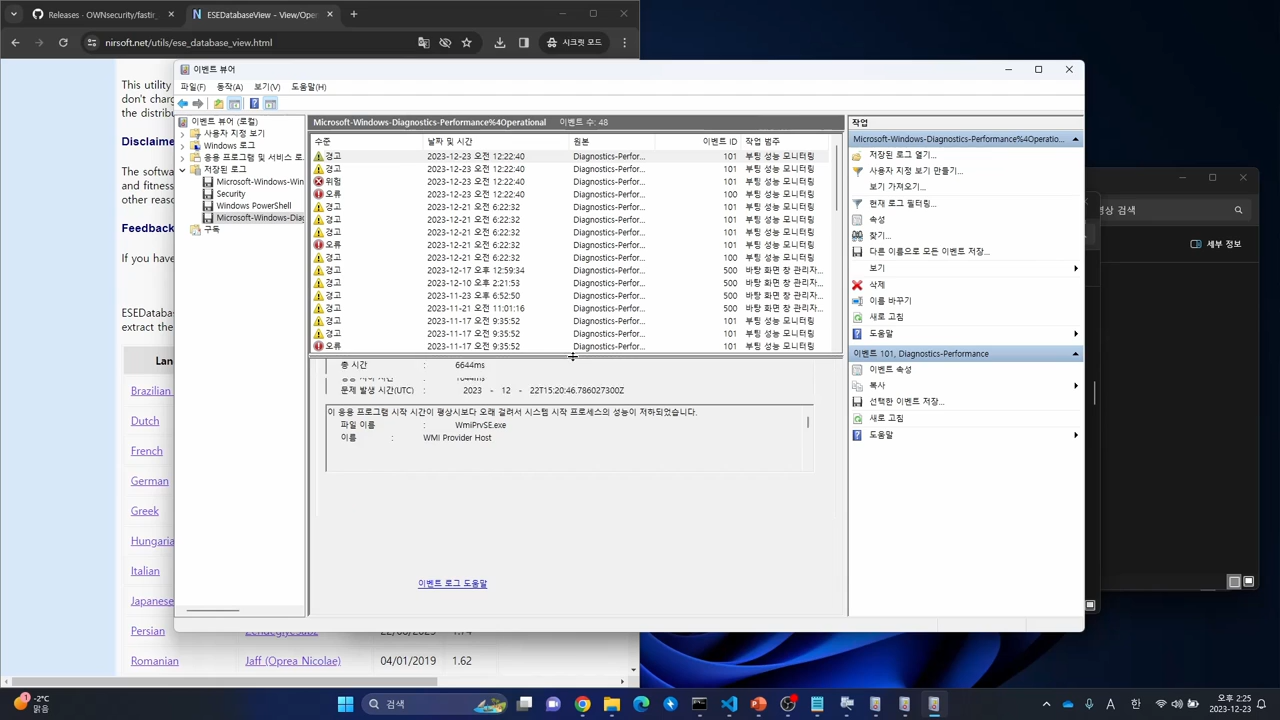 Releases · OWNsecurity/fastir_
ESEDatabaseView - View/Open
nirsoft.net/utils/ese_database_view.html
시크릿 모드
This utility
don't charg
the distribu
Disclaime
The softwa
and fitness
other reaso
Feedback
If you have
ESEDataba
extract the
Lan
Brazilian
Dutch
French
German
Greek
Hungaria
Italian
Japanese
Persian
22/06/2023 1.74
Romanian Jaff (Oprea Nicolae) 04/01/2019 1.62
이벤트 뷰어
파일(F) 동작(A) 보기(V) 도움말(H)
이벤트 뷰어 (로컬)
사용자 지정 보기
Windows 로그
응용 프로그램 및 서비스 로
저장된 로그
Microsoft-Windows-Win
Security
Windows PowerShell
Microsoft-Windows-Diag
구독
Microsoft-Windows-Diagnostics-Performance%4Operational 이벤트 수: 48
수준 날짜 및 시간 원본 이벤트 ID 작업 범주
경고 2023-12-23 오전 12:22:40 Diagnostics-Perfor... 101 부팅 성능 모니터링
경고 2023-12-23 오전 12:22:40 Diagnostics-Perfor... 101 부팅 성능 모니터링
위험 2023-12-23 오전 12:22:40 Diagnostics-Perfor... 101 부팅 성능 모니터링
오류 2023-12-23 오전 12:22:40 Diagnostics-Perfor... 100 부팅 성능 모니터링
경고 2023-12-21 오전 6:22:32 Diagnostics-Perfor... 101 부팅 성능 모니터링
경고 2023-12-21 오전 6:22:32 Diagnostics-Perfor... 101 부팅 성능 모니터링
경고 2023-12-21 오전 6:22:32 Diagnostics-Perfor... 101 부팅 성능 모니터링
오류 2023-12-21 오전 6:22:32 Diagnostics-Perfor... 101 부팅 성능 모니터링
경고 2023-12-21 오전 6:22:32 Diagnostics-Perfor... 100 부팅 성능 모니터링
경고 2023-12-17 오후 12:59:34 Diagnostics-Perfor... 500 바탕 화면 창 관리자...
경고 2023-12-10 오후 2:21:53 Diagnostics-Perfor... 500 바탕 화면 창 관리자...
경고 2023-11-23 오후 6:52:50 Diagnostics-Perfor... 500 바탕 화면 창 관리자...
경고 2023-11-21 오전 11:01:16 Diagnostics-Perfor... 500 바탕 화면 창 관리자...
경고 2023-11-17 오전 9:35:52 Diagnostics-Perfor... 101 부팅 성능 모니터링
경고 2023-11-17 오전 9:35:52 Diagnostics-Perfor... 101 부팅 성능 모니터링
오류 2023-11-17 오전 9:35:52 Diagnostics-Perfor... 101 부팅 성능 모니터링
총 시간 : 6644ms
문제 발생 시간(UTC) : 2023 - 12 - 22T15:20:46.786027300Z
이 응용 프로그램 시작 시간이 평상시보다 오래 걸려서 시스템 시작 프로세스의 성능이 저하되었습니다.
파일 이름 : WmiPrvSE.exe
이름 : WMI Provider Host
이벤트 로그 도움말
작업
Microsoft-Windows-Diagnostics-Performance%4Operatio...
저장된 로그 열기...
사용자 지정 보기 만들기...
보기 가져오기...
현재 로그 필터링...
속성
찾기...
다른 이름으로 모든 이벤트 저장...
보기
삭제
이름 바꾸기
새로 고침
도움말
이벤트 101, Diagnostics-Performance
이벤트 속성
복사
선택한 이벤트 저장...
새로 고침
도움말
상 검색
세부 정보
-2°C
맑음
검색
A 한
오후 2:25
2023-12-23